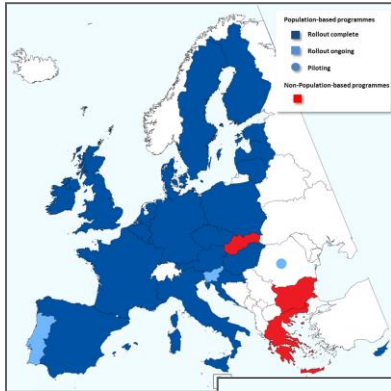 Population-based programmes
Rollout complete
Rollout ongoing
Piloting
Non-Population-based programmes